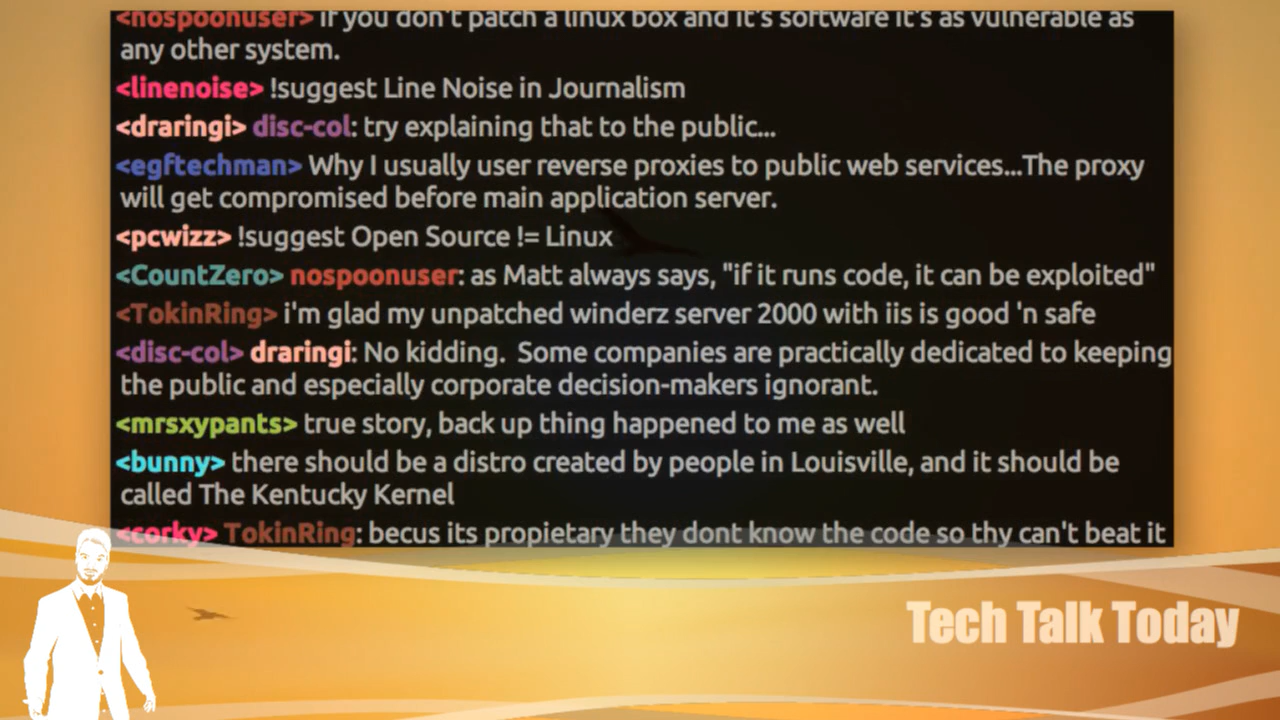 <nospoonuser> if you don't patch a linux box and it's software it's as vulnerable as
any other system.
<linenoise> !suggest Line Noise in Journalism
<draringi> disc-col: try explaining that to the public...
<egftechman> Why I usually user reverse proxies to public web services...The proxy
will get compromised before main application server.
<pcwizz> !suggest Open Source != Linux
<CountZero> nospoonuser: as Matt always says, "if it runs code, it can be exploited"
<TokinRing> i'm glad my unpatched winderz server 2000 with iis is good 'n safe
<disc-col> draringi: No kidding.  Some companies are practically dedicated to keeping
the public and especially corporate decision-makers ignorant.
<mrsxypants> true story, back up thing happened to me as well
<bunny> there should be a distro created by people in Louisville, and it should be
called The Kentucky Kernel
<corky> TokinRing: becus its propietary they dont know the code so thy can't beat it
Tech Talk Today